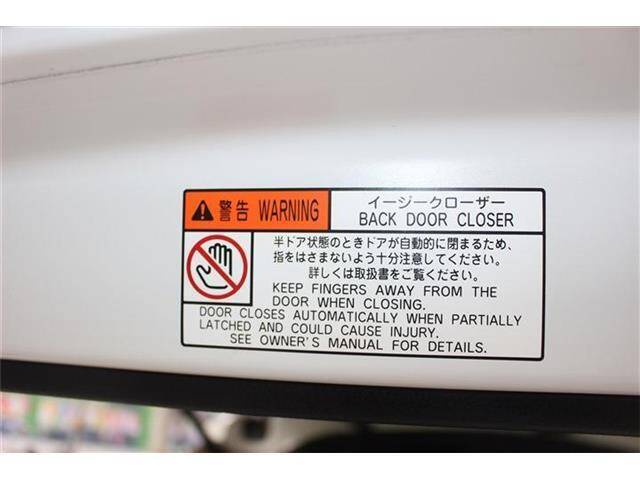 警告 WARNING
イージークローザー
BACK DOOR CLOSER
半ドア状態のときドアが自動的に閉まるため、
指をはさまないよう十分注意してください。
詳しくは取扱書をご覧ください。
KEEP FINGERS AWAY FROM THE
DOOR WHEN CLOSING.
DOOR CLOSES AUTOMATICALLY WHEN PARTIALLY
LATCHED AND COULD CAUSE INJURY.
SEE OWNER'S MANUAL FOR DETAILS.